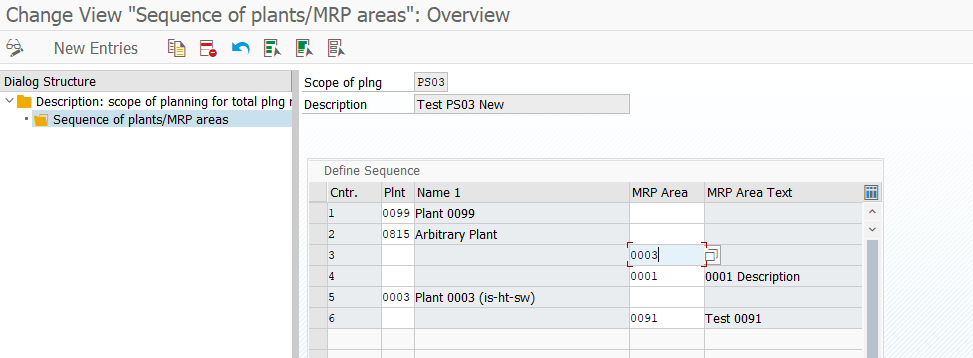 Change View "Sequence of plants/MRP areas": Overview
New Entries
Dialog Structure
Description: scope of planning for total plng r
Sequence of plants/MRP areas
Scope of plng PS03
Description Test PS03 New
Define Sequence
Cntr. Plnt Name 1 MRP Area MRP Area Text
1 0099 Plant 0099
2 0815 Arbitrary Plant
3 0003
4 0001 0001 Description
5 0003 Plant 0003 (is-ht-sw)
6 0091 Test 0091